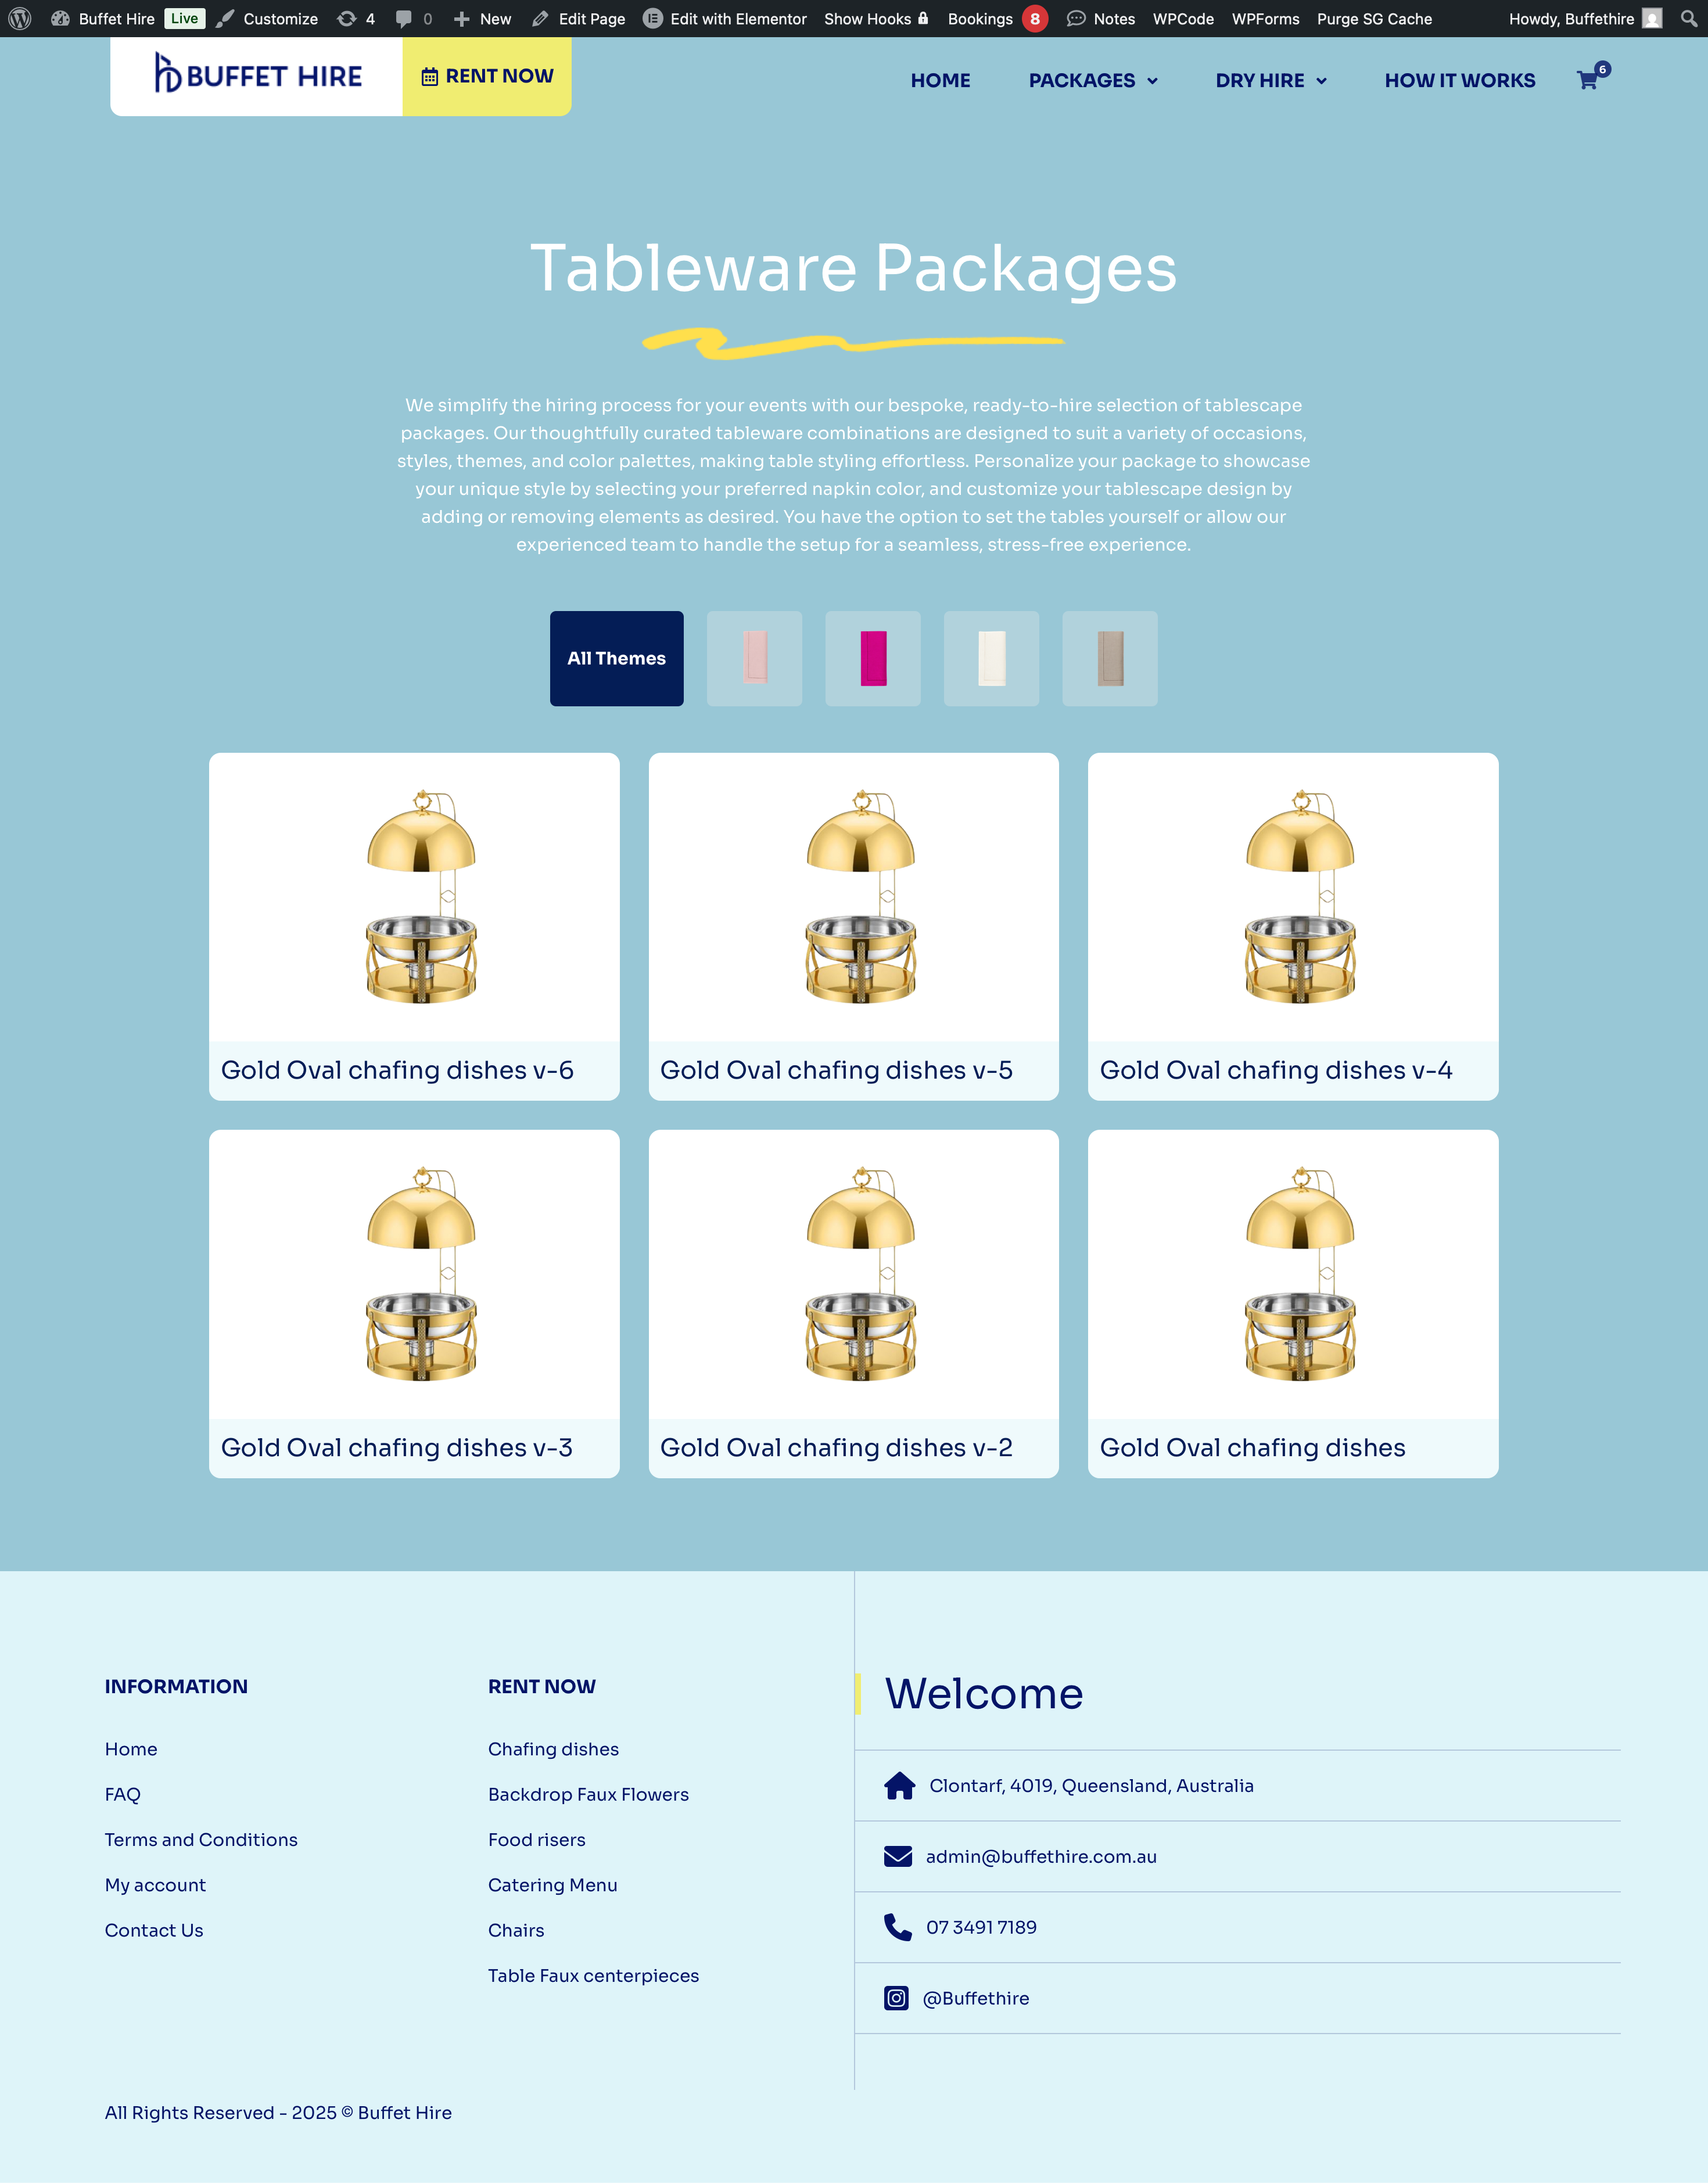 Buffet Hire Live Customize 4 0 New Edit Page Edit with Elementor Show Hooks Bookings 8 Notes WPCode WPForms Purge SG Cache Howdy, Buffethire
BUFFET HIRE RENT NOW HOME PACKAGES DRY HIRE HOW IT WORKS 6
Tableware Packages
We simplify the hiring process for your events with our bespoke, ready-to-hire selection of tablescape
packages. Our thoughtfully curated tableware combinations are designed to suit a variety of occasions,
styles, themes, and color palettes, making table styling effortless. Personalize your package to showcase
your unique style by selecting your preferred napkin color, and customize your tablescape design by
adding or removing elements as desired. You have the option to set the tables yourself or allow our
experienced team to handle the setup for a seamless, stress-free experience.
All Themes
Gold Oval chafing dishes v-6
Gold Oval chafing dishes v-5
Gold Oval chafing dishes v-4
Gold Oval chafing dishes v-3
Gold Oval chafing dishes v-2
Gold Oval chafing dishes
INFORMATION
Home
FAQ
Terms and Conditions
My account
Contact Us
RENT NOW
Chafing dishes
Backdrop Faux Flowers
Food risers
Catering Menu
Chairs
Table Faux centerpieces
Welcome
Clontarf, 4019, Queensland, Australia
admin@buffethire.com.au
07 3491 7189
@Buffethire
All Rights Reserved - 2025 © Buffet Hire